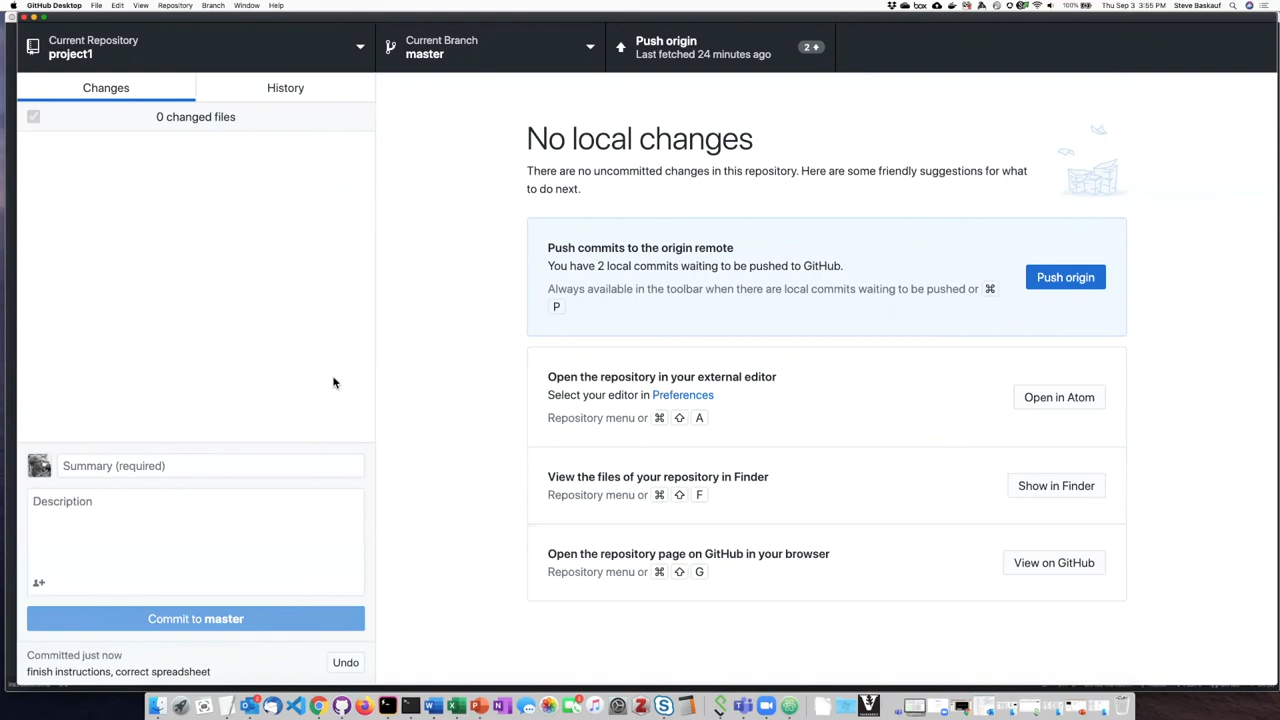 GitHub Desktop File Edit View Repository Branch Window Help
box 100% Thu Sep 3 3:55 PM Steve Baskauf
Current Repository
project1
Current Branch
master
Push origin
Last fetched 24 minutes ago
2
Changes
History
0 changed files
No local changes
There are no uncommitted changes in this repository. Here are some friendly suggestions for what
to do next.
Push commits to the origin remote
You have 2 local commits waiting to be pushed to GitHub.
Always available in the toolbar when there are local commits waiting to be pushed or ⌘
P
Push origin
Open the repository in your external editor
Select your editor in Preferences
Repository menu or ⌘ ⇧ A
Open in Atom
View the files of your repository in Finder
Repository menu or ⌘ ⇧ F
Show in Finder
Open the repository page on GitHub in your browser
Repository menu or ⌘ ⇧ G
View on GitHub
Summary (required)
Description
Commit to master
Committed just now
finish instructions, correct spreadsheet
Undo